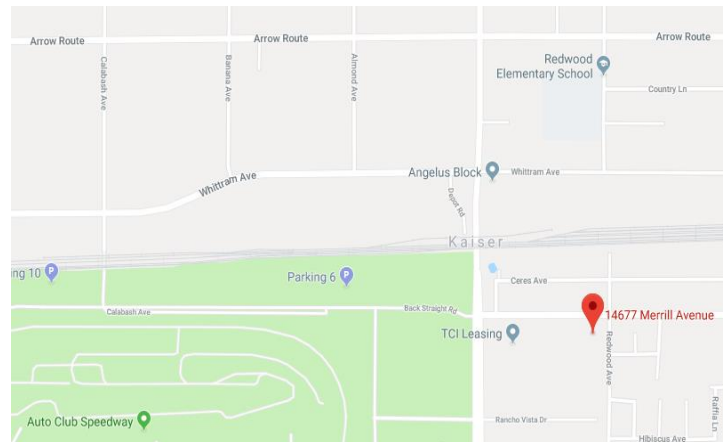 Arrow Route
Arrow Route
Arrow Route
Calabash Ave
Banana Ave
Almond Ave
Redwood
Elementary School
Country Ln
Angelus Block
Whittram Ave
Whittram Ave
Depot Rd
Kaiser
ing 10
P
Parking 6
P
Ceres Ave
Calabash Ave
Back Straight Rd
14677 Merrill Avenue
TCI Leasing
Redwood Ave
Raffia Ln
Auto Club Speedway
Rancho Vista Dr
Hibiscus Ave